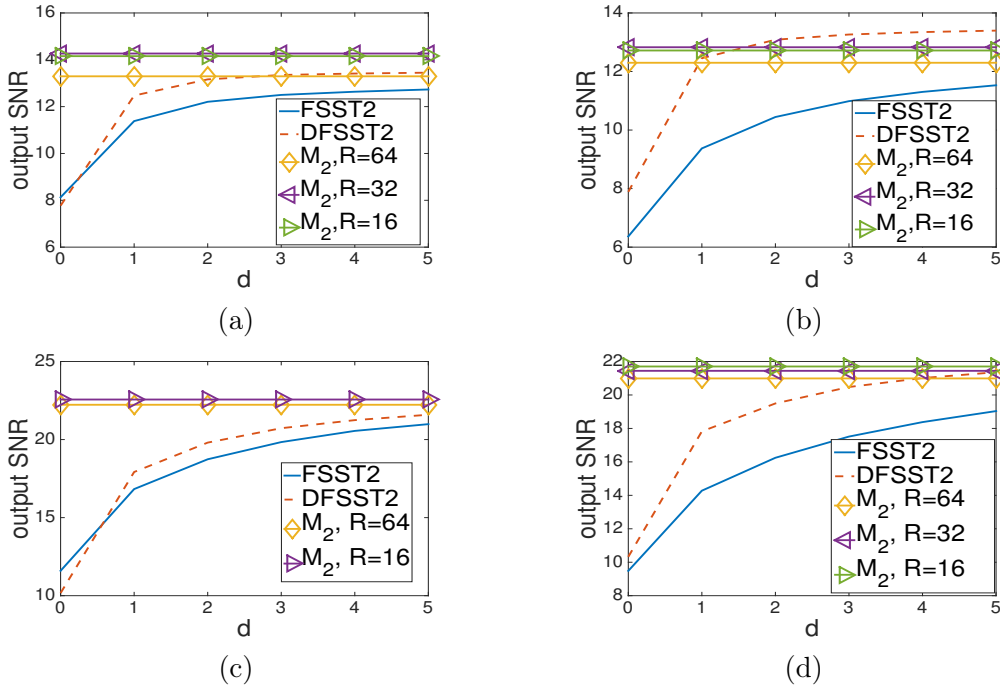 16
14
12
10
8
6
output SNR
0 1 2 3 4 5
d
FSST2
DFSST2
M2,R=64
M2,R=32
M2,R=16
(a)
14
12
10
8
6
output SNR
0 1 2 3 4 5
d
FSST2
DFSST2
M2,R=64
M2,R=32
M2,R=16
(b)
25
20
15
10
output SNR
0 1 2 3 4 5
d
FSST2
DFSST2
M2, R=64
M2, R=16
(c)
22
20
18
16
14
12
10
8
output SNR
0 1 2 3 4 5
d
FSST2
DFSST2
M2, R=64
M2, R=32
M2, R=16
(d)